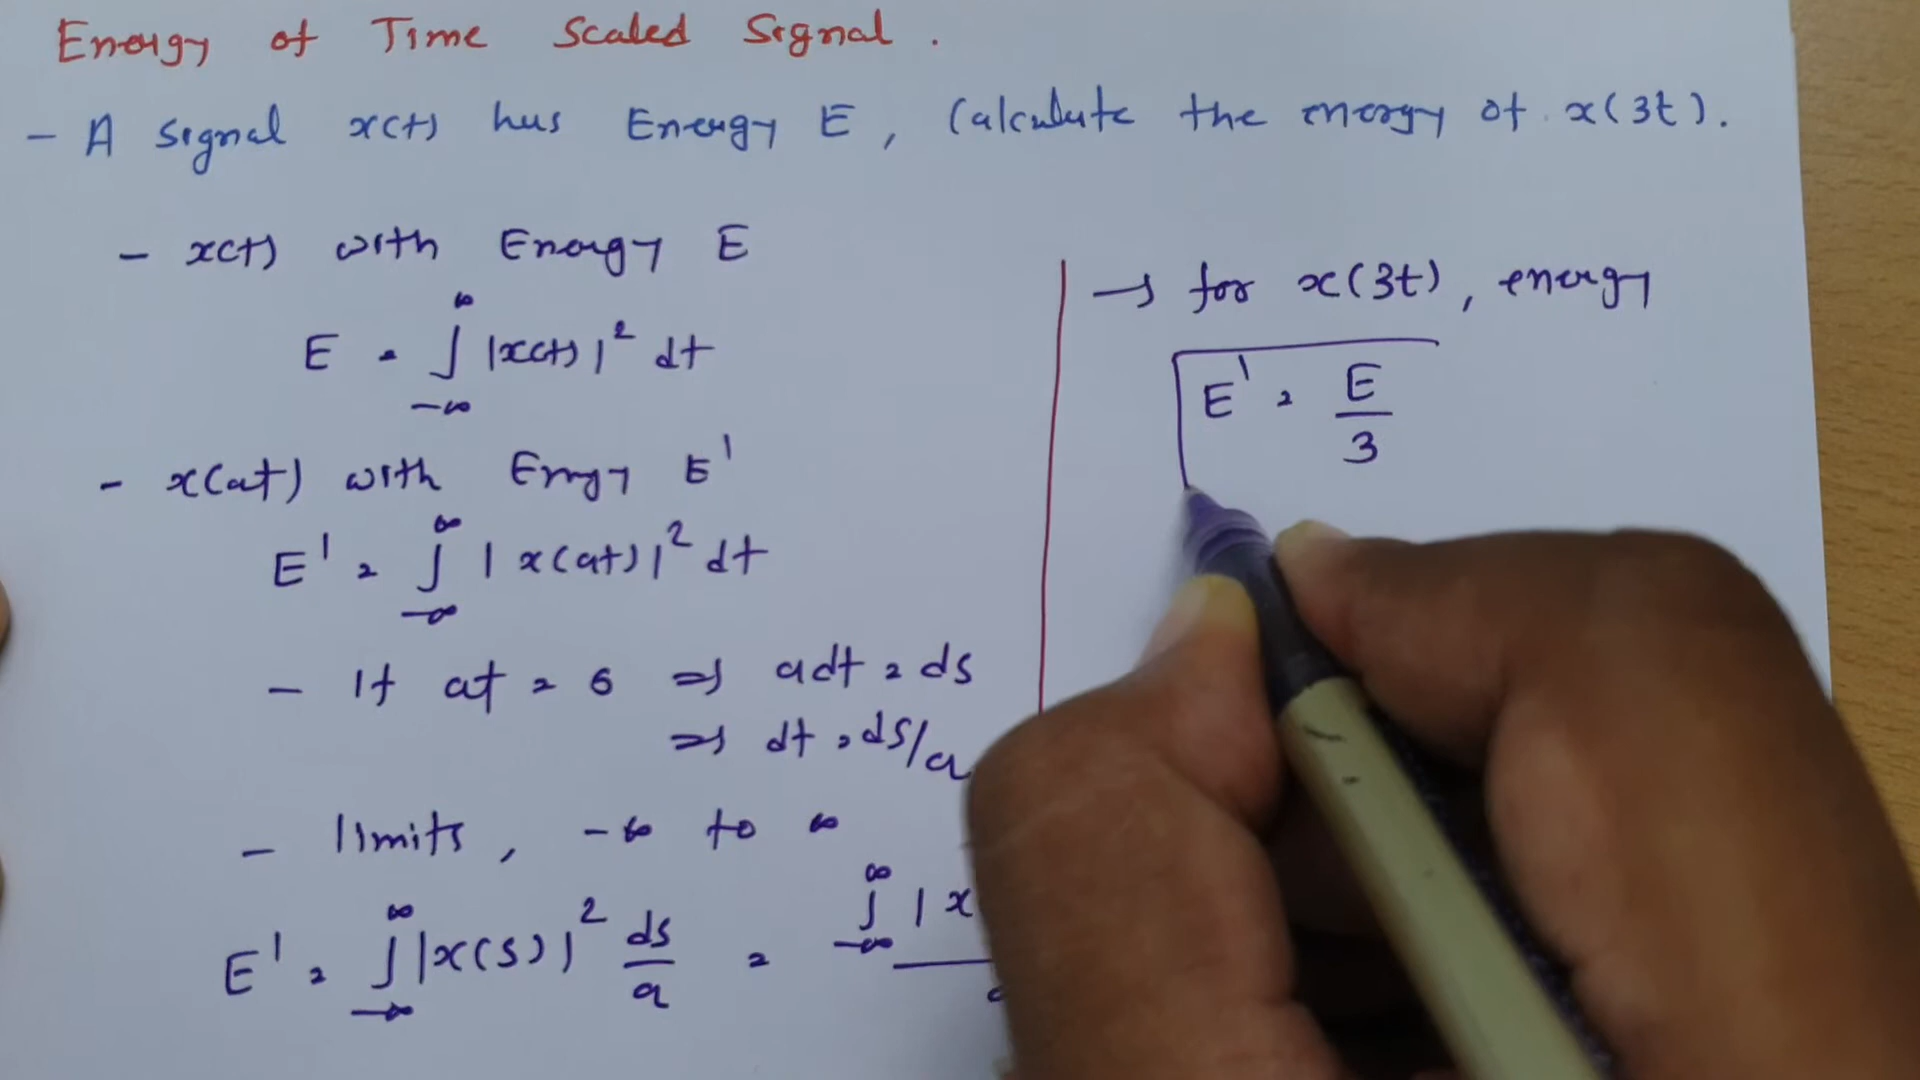 Energy of Time Scaled Signal.
- A signal x(t) has Energy E, Calculate the energy of x(3t).
- x(t) with Energy E
E = ∫_{-∞}^{∞} |x(t)|² dt
- x(at) with Energy E'
E' = ∫_{-∞}^{∞} |x(at)|² dt
- If at = s ⇒ adt = ds
⇒ dt = ds/a
- limits, -∞ to ∞
E' = ∫_{-∞}^{∞} |x(s)|² ds/a = ∫_{-∞}^{∞} |x
→ for x(3t), energy
E' = E/3